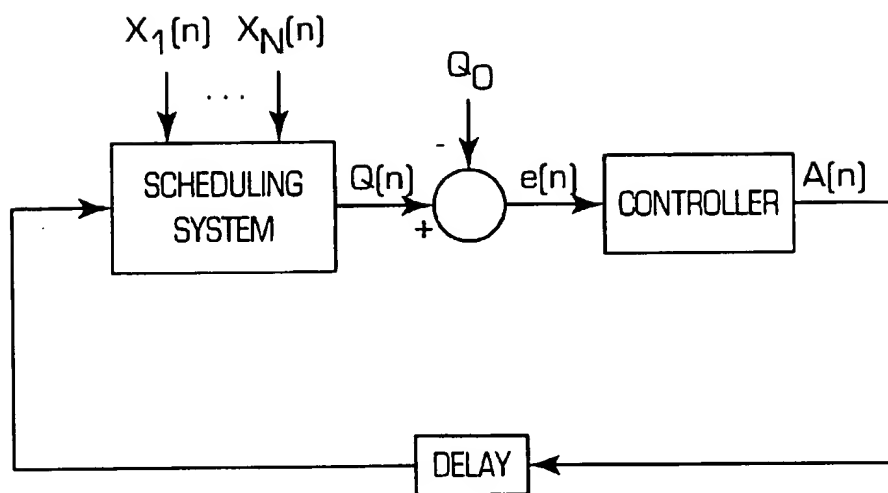 X1(n) ... XN(n)
Q0
-
SCHEDULING
SYSTEM
Q(n)
+
e(n)
CONTROLLER
A(n)
DELAY